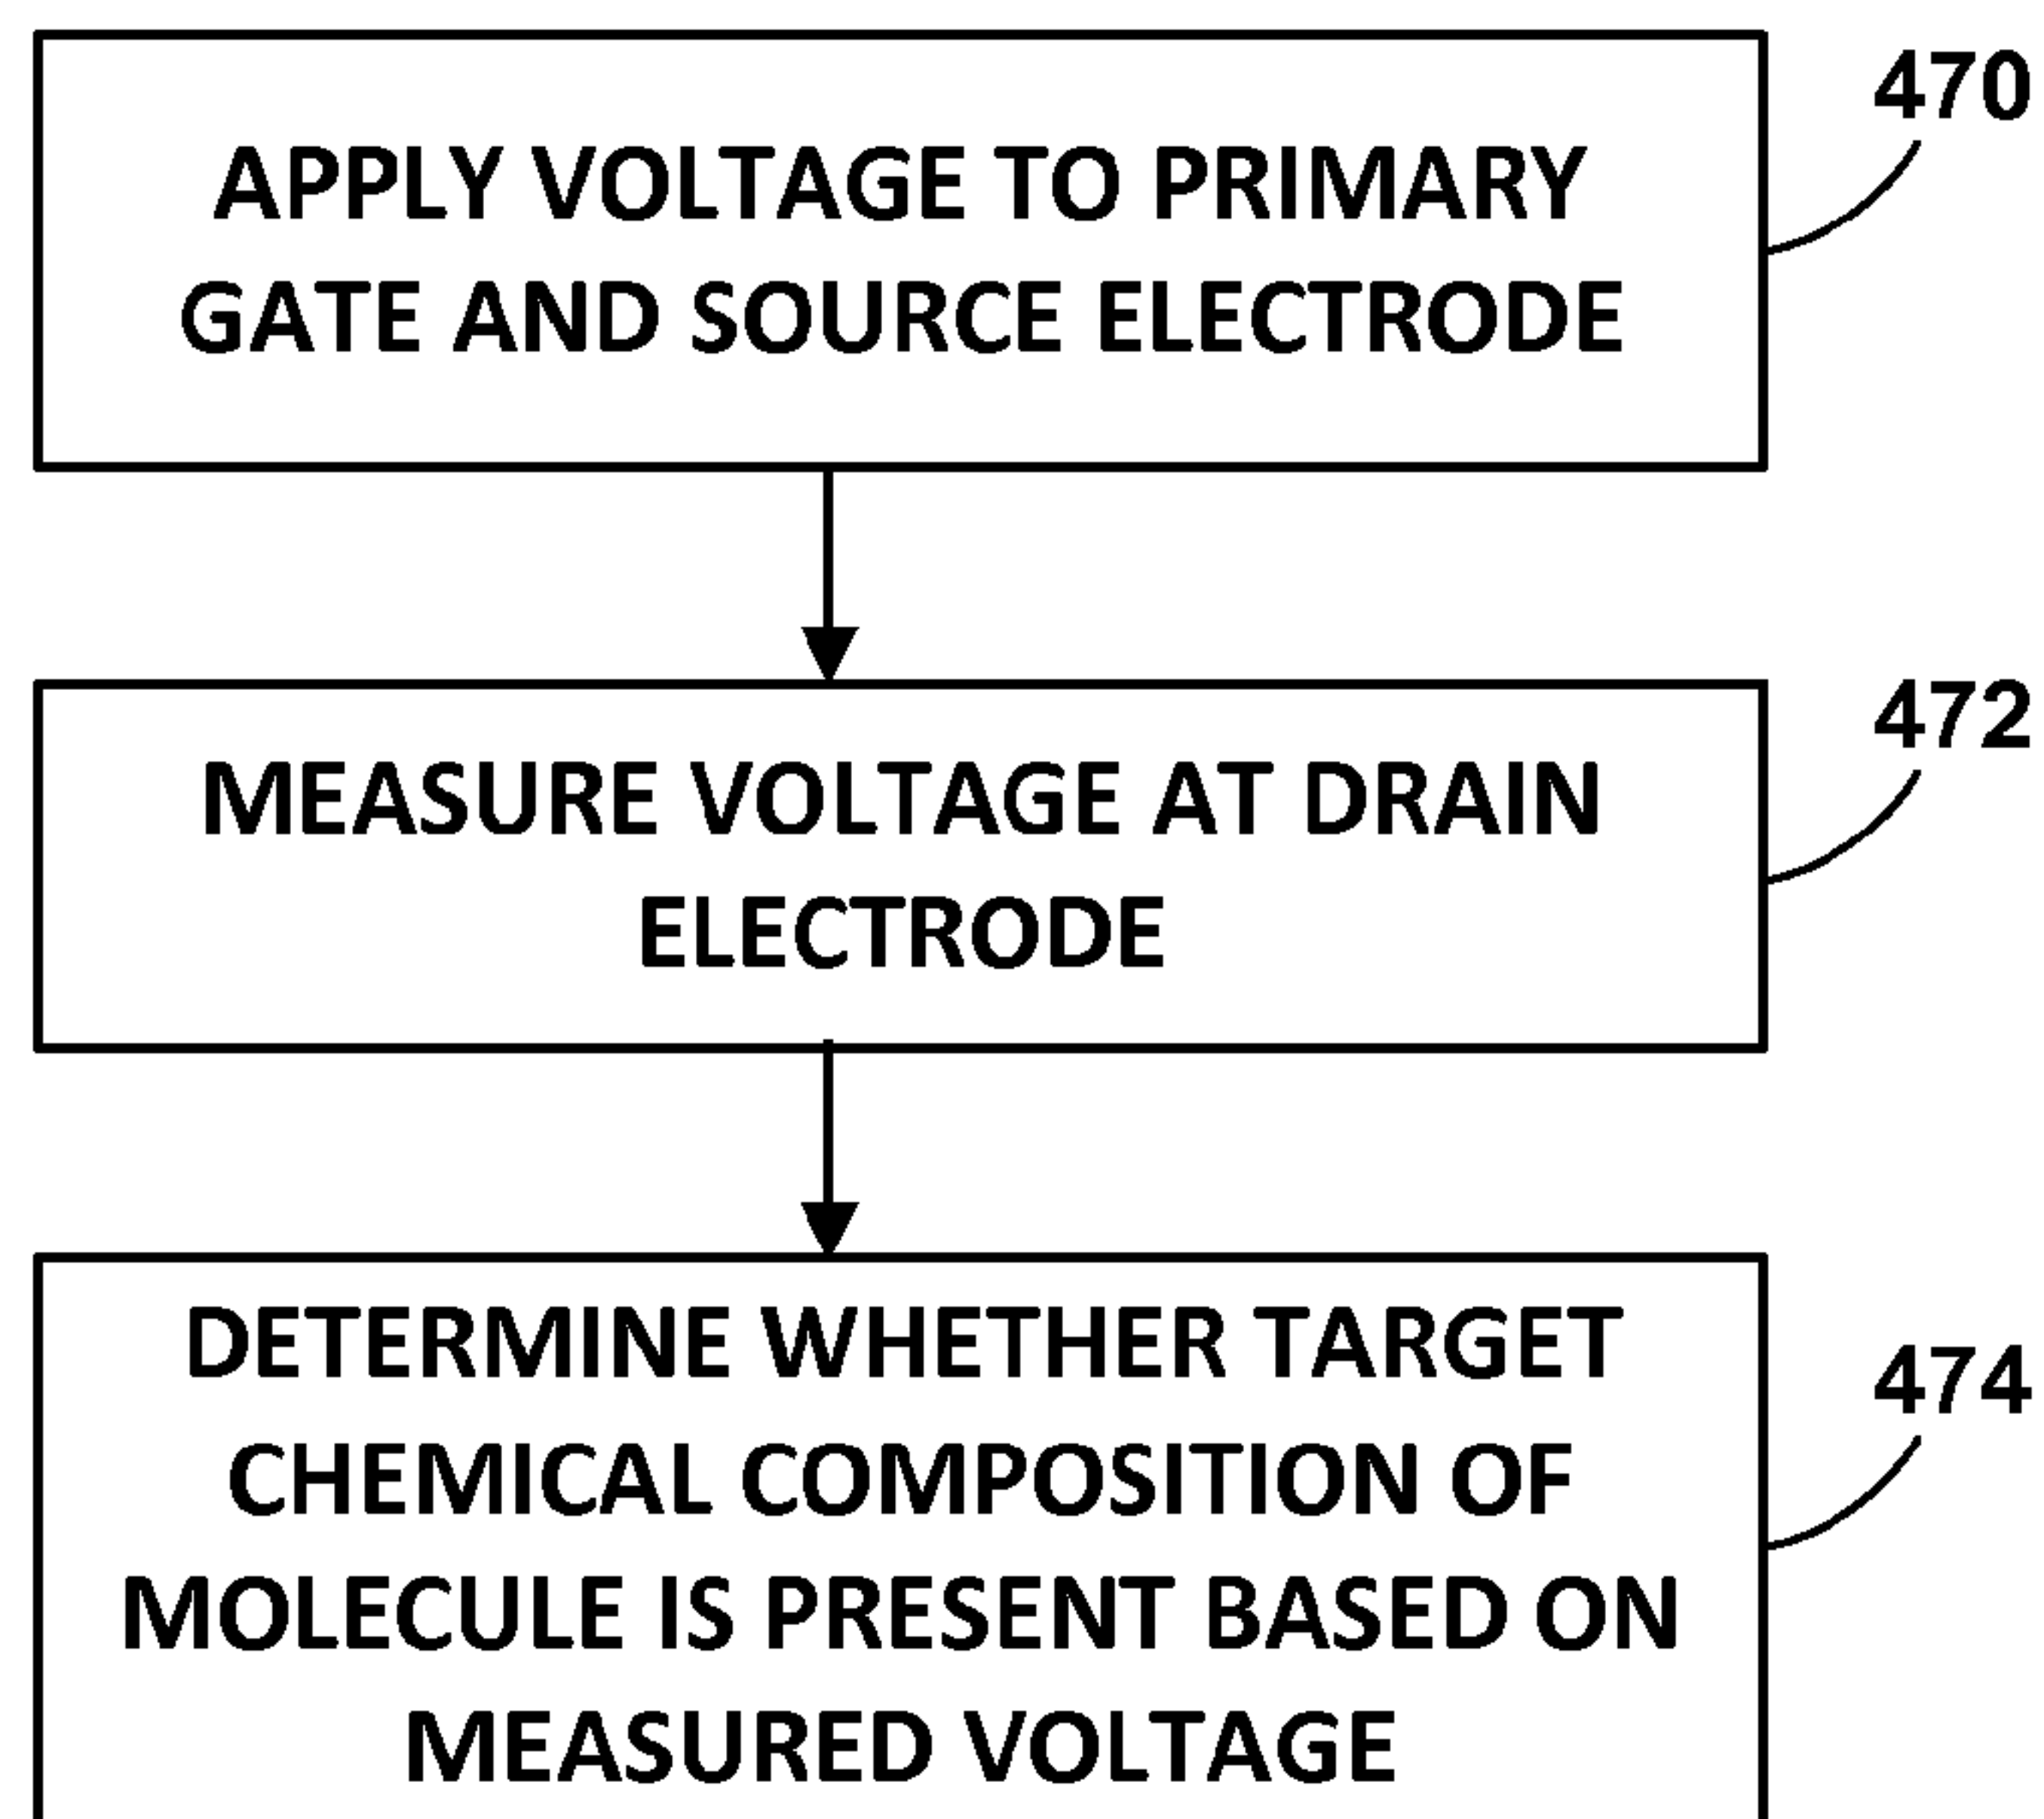 470
APPLY VOLTAGE TO PRIMARY
GATE AND SOURCE ELECTRODE
472
MEASURE VOLTAGE AT DRAIN
ELECTRODE
474
DETERMINE WHETHER TARGET
CHEMICAL COMPOSITION OF
MOLECULE IS PRESENT BASED ON
MEASURED VOLTAGE